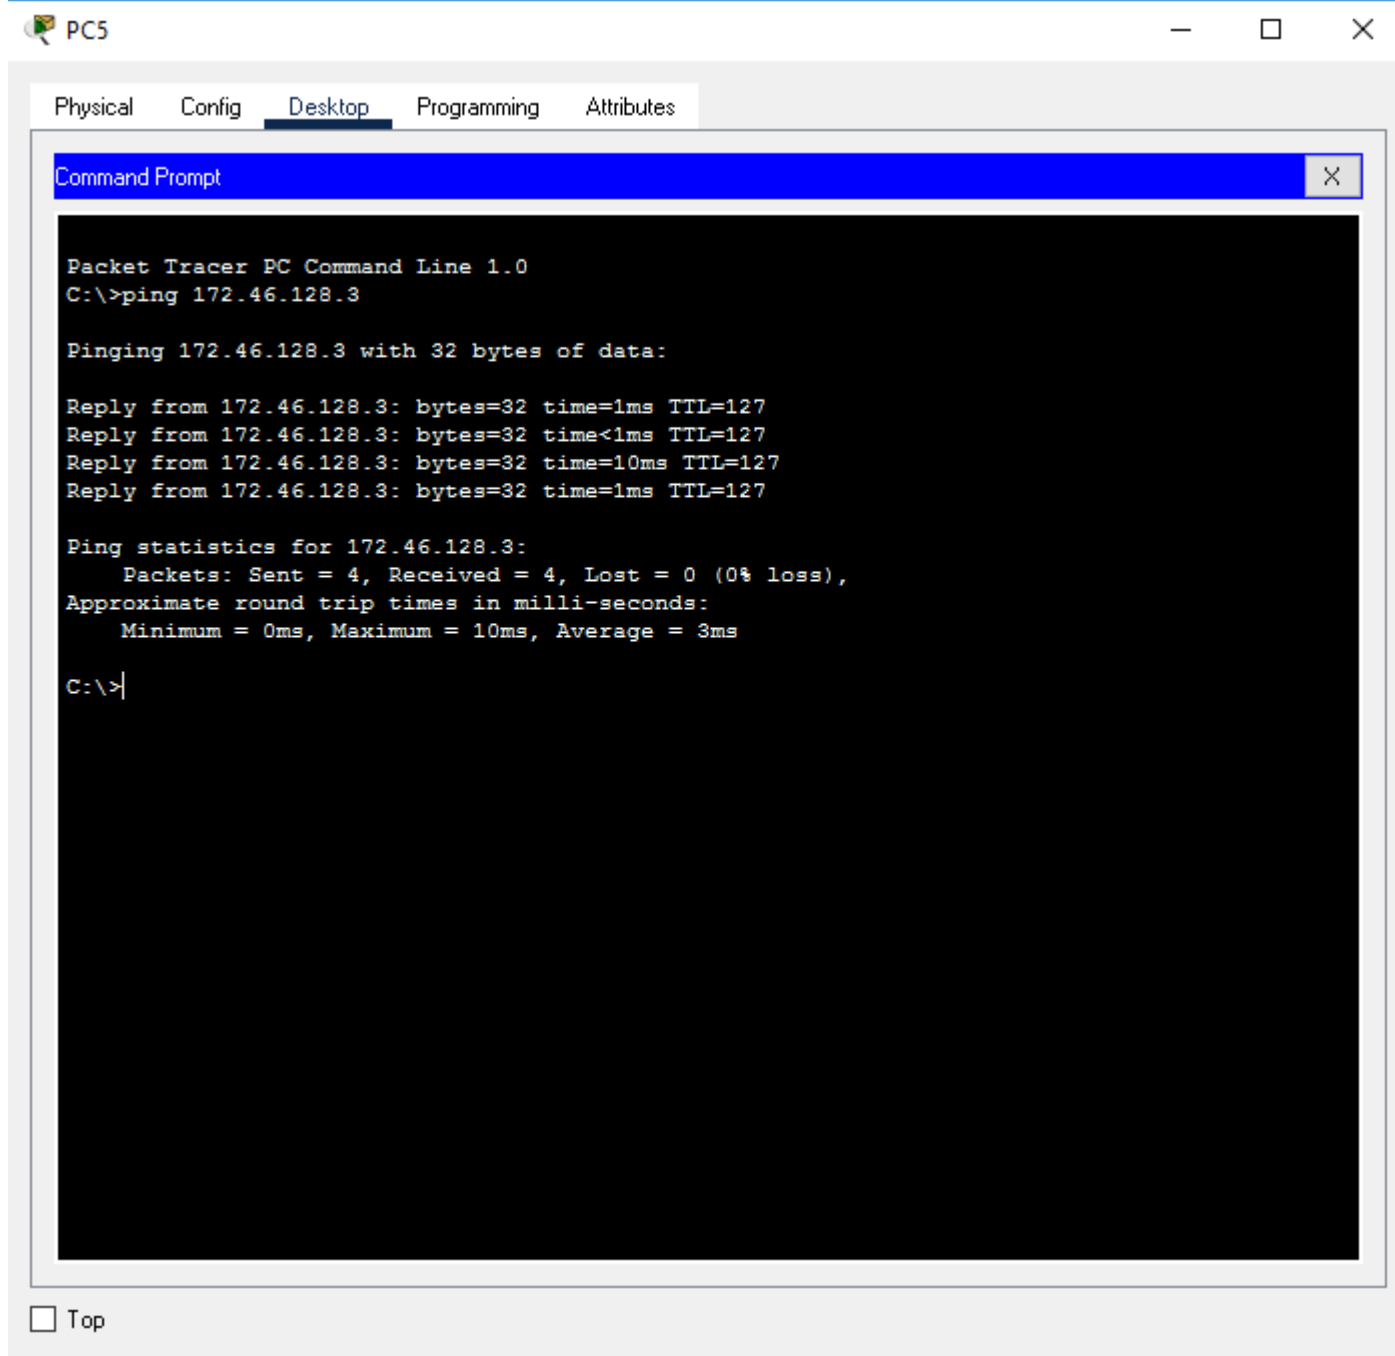 PC5
Physical Config Desktop Programming Attributes
Command Prompt
X
Packet Tracer PC Command Line 1.0
C:\>ping 172.46.128.3
Pinging 172.46.128.3 with 32 bytes of data:
Reply from 172.46.128.3: bytes=32 time=1ms TTL=127
Reply from 172.46.128.3: bytes=32 time<1ms TTL=127
Reply from 172.46.128.3: bytes=32 time=10ms TTL=127
Reply from 172.46.128.3: bytes=32 time=1ms TTL=127
Ping statistics for 172.46.128.3:
Packets: Sent = 4, Received = 4, Lost = 0 (0% loss),
Approximate round trip times in milli-seconds:
Minimum = 0ms, Maximum = 10ms, Average = 3ms
C:\>
Top